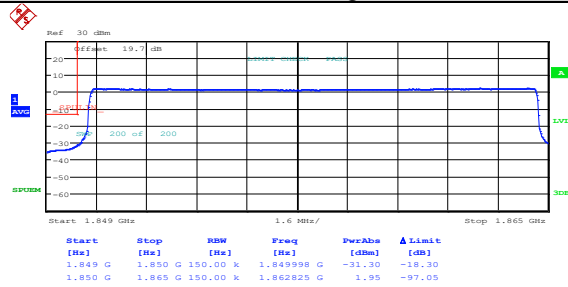 Ref 30 dBm
Offset 19.7 dB
20
LIMIT CHECK PASS
10
A
0
1
AVG
-10
-20
LVL
SWP 200 of 200
-30
-40
-50
SPUEM
-60
3DB
Start 1.849 GHz 1.6 MHz/ Stop 1.865 GHz
Start Stop RBW Freq PwrAbs Δ Limit
[Hz] [Hz] [Hz] [Hz] [dBm] [dB]
1.849 G 1.850 G 150.00 k 1.849998 G -31.30 -18.30
1.850 G 1.865 G 150.00 k 1.862825 G 1.95 -97.05